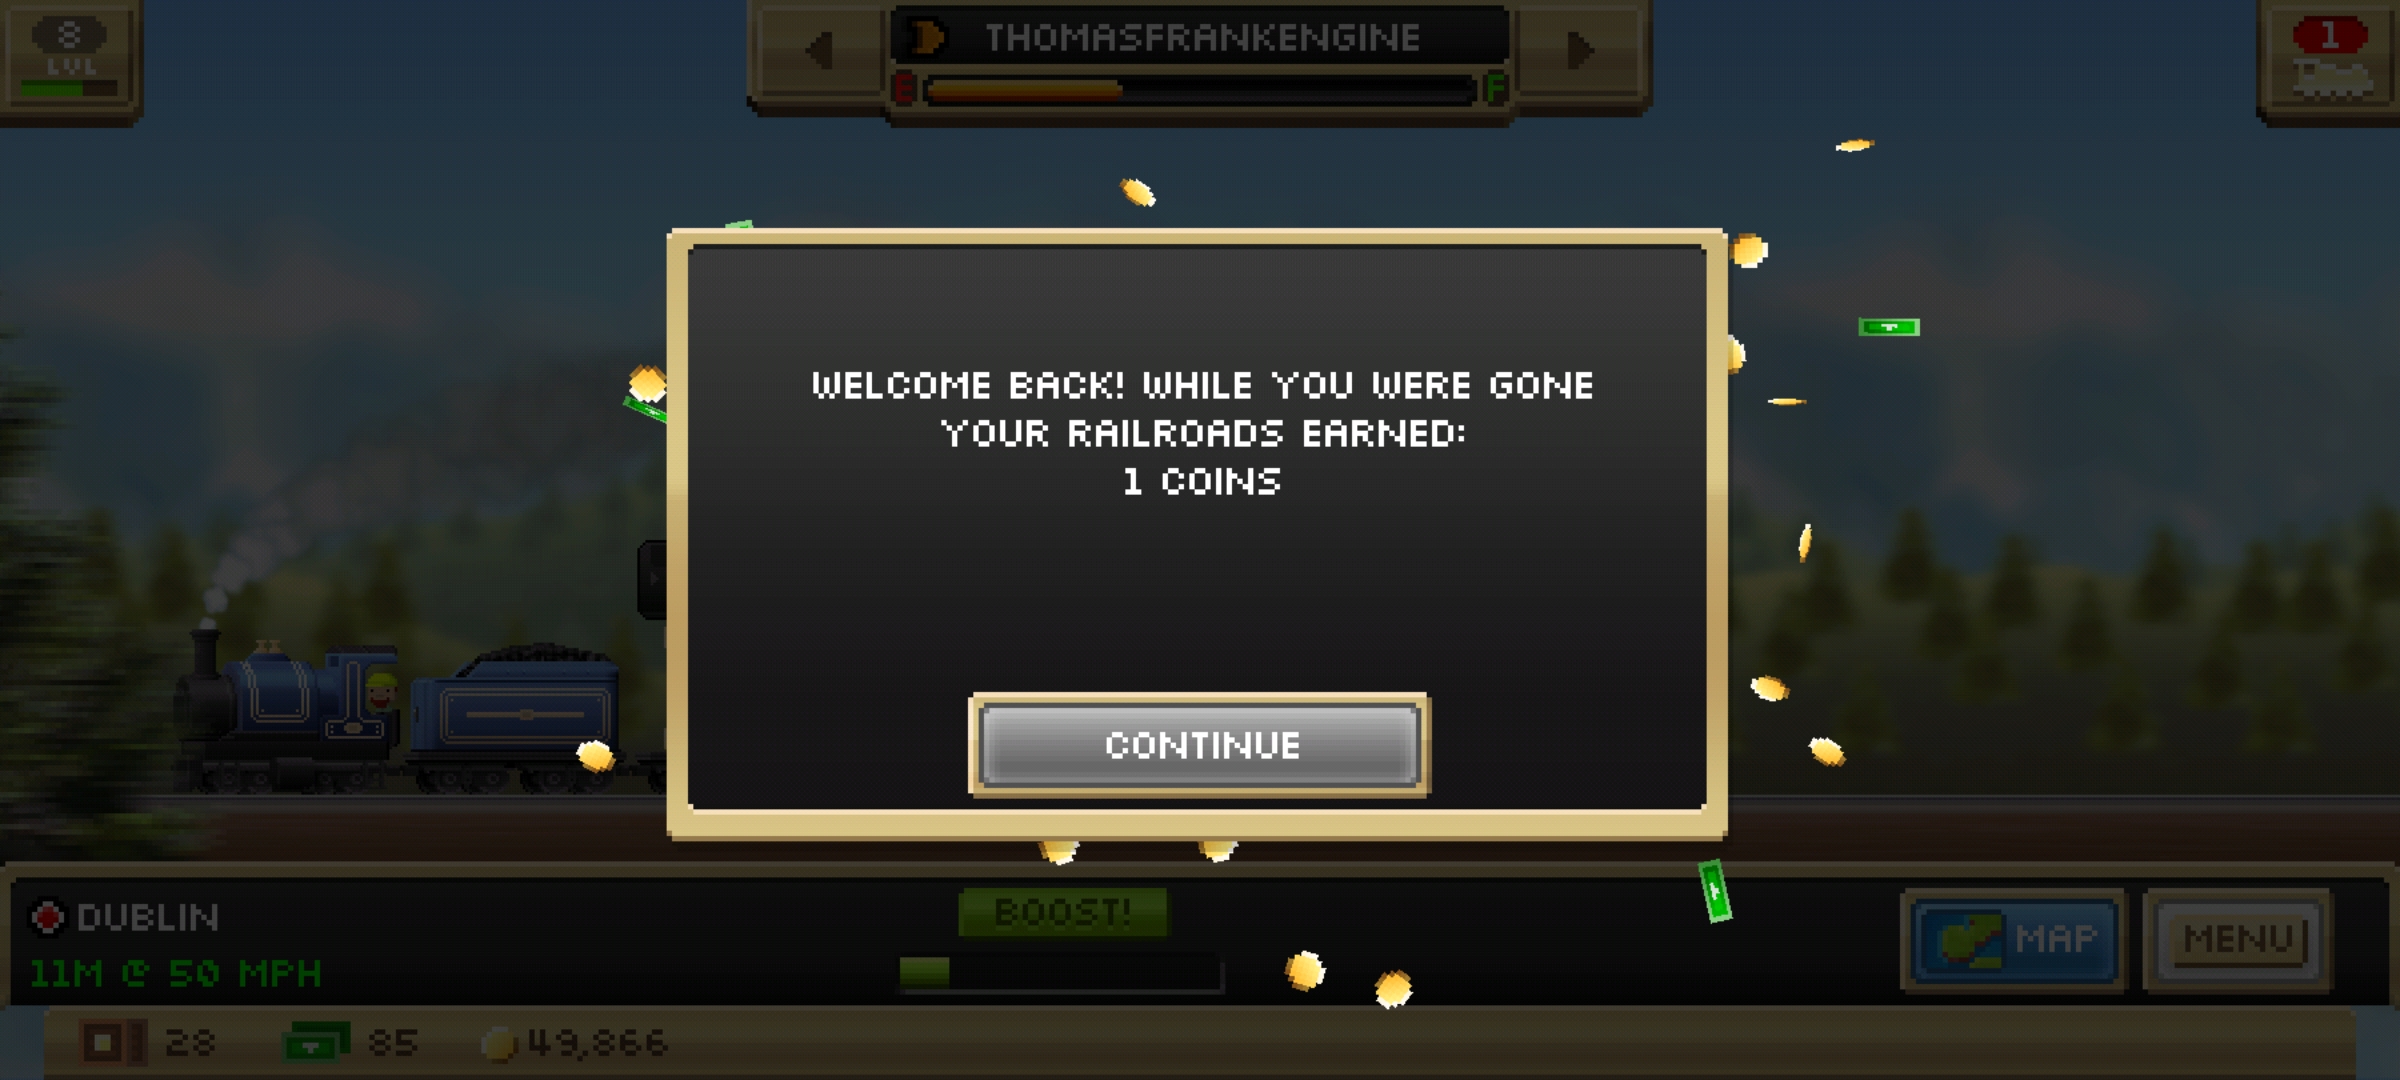 8
LVL
THOMASFRANKENGINE
E F
1
WELCOME BACK! WHILE YOU WERE GONE
YOUR RAILROADS EARNED:
1 COINS
CONTINUE
DUBLIN
11M @ 50 MPH
BOOST!
MAP
MENU
28
85
49,866